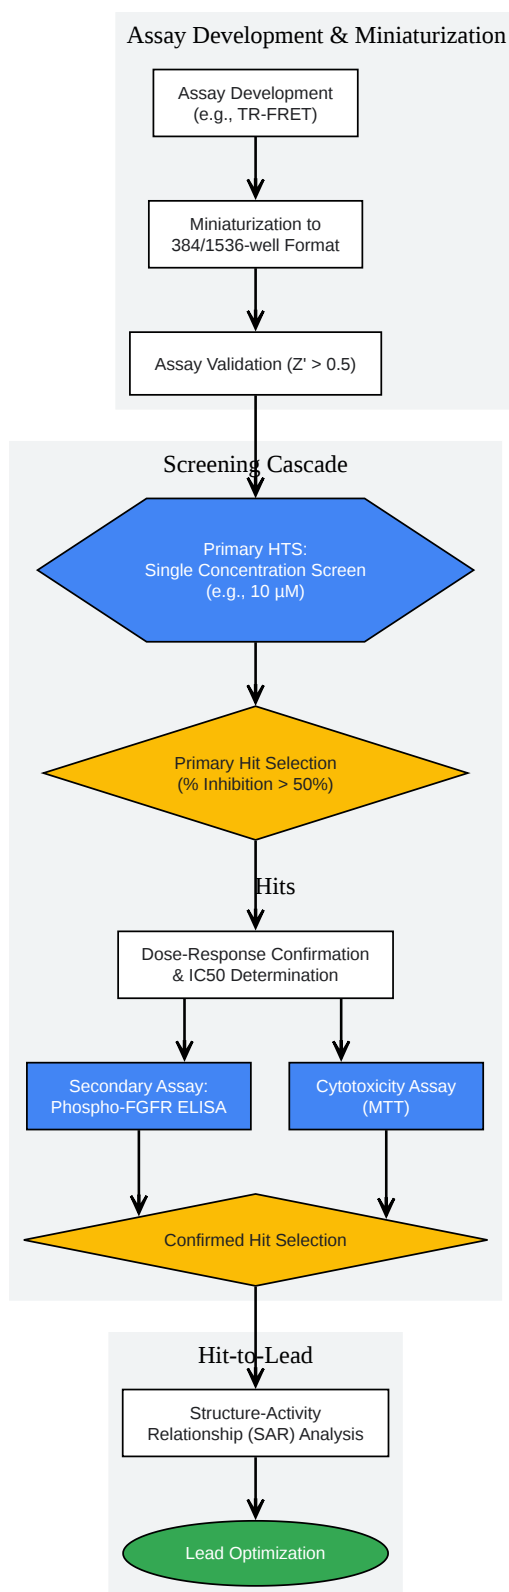 Assay Development & Miniaturization
Assay Development
(e.g., TR-FRET)
Miniaturization to
384/1536-well Format
Assay Validation (Z' > 0.5)
Screening Cascade
Primary HTS:
Single Concentration Screen
(e.g., 10 µM)
Primary Hit Selection
(% Inhibition > 50%)
Hits
Dose-Response Confirmation
& IC50 Determination
Secondary Assay:
Phospho-FGFR ELISA
Cytotoxicity Assay
(MTT)
Confirmed Hit Selection
Hit-to-Lead
Structure-Activity
Relationship (SAR) Analysis
Lead Optimization